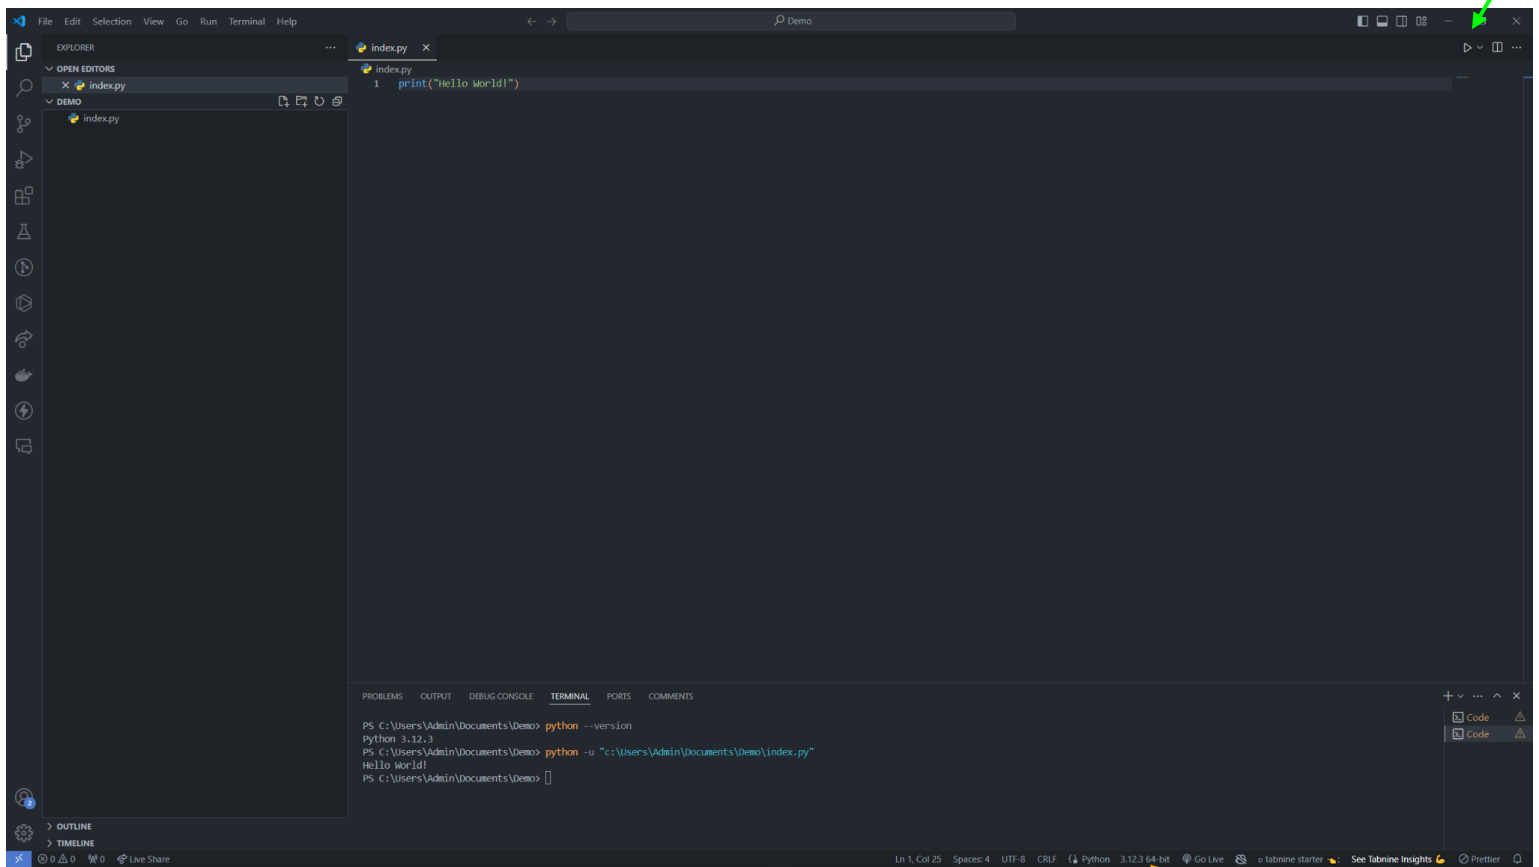 File Edit Selection View Go Run Terminal Help
Demo
EXPLORER
index.py
OPEN EDITORS
index.py
index.py
1 print("Hello World!")
DEMO
index.py
PROBLEMS OUTPUT DEBUG CONSOLE TERMINAL PORTS COMMENTS
PS C:\Users\Admin\Documents\Demo> python --version
Python 3.12.3
PS C:\Users\Admin\Documents\Demo> python -u "c:\Users\Admin\Documents\Demo\index.py"
Hello World!
PS C:\Users\Admin\Documents\Demo>
Code
Code
2
OUTLINE
TIMELINE
0 0 0 Live Share
Ln 1, Col 25 Spaces: 4 UTF-8 CRLF Python 3.12.3 64-bit Go Live tabnine starter : See Tabnine Insights Prettier